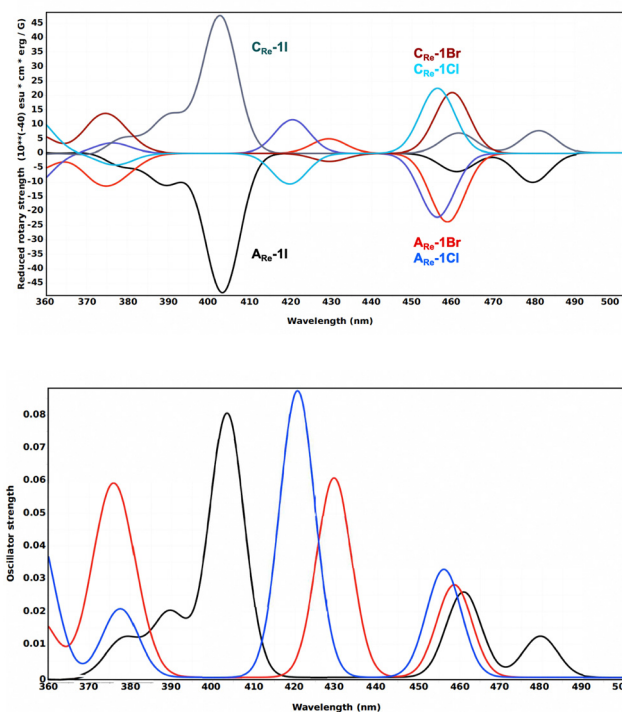 Reduced rotary strength (10**(-40) esu * cm * erg / G)
45
40
35
30
25
20
15
10
5
0
-5
-10
-15
-20
-25
-30
-35
-40
-45
C_Re-1I
C_Re-1Br
C_Re-1Cl
A_Re-1I
A_Re-1Br
A_Re-1Cl
360 370 380 390 400 410 420 430 440 450 460 470 480 490 500
Wavelength (nm)
Oscillator strength
0.08
0.07
0.06
0.05
0.04
0.03
0.02
0.01
0
360 370 380 390 400 410 420 430 440 450 460 470 480 490 500
Wavelength (nm)